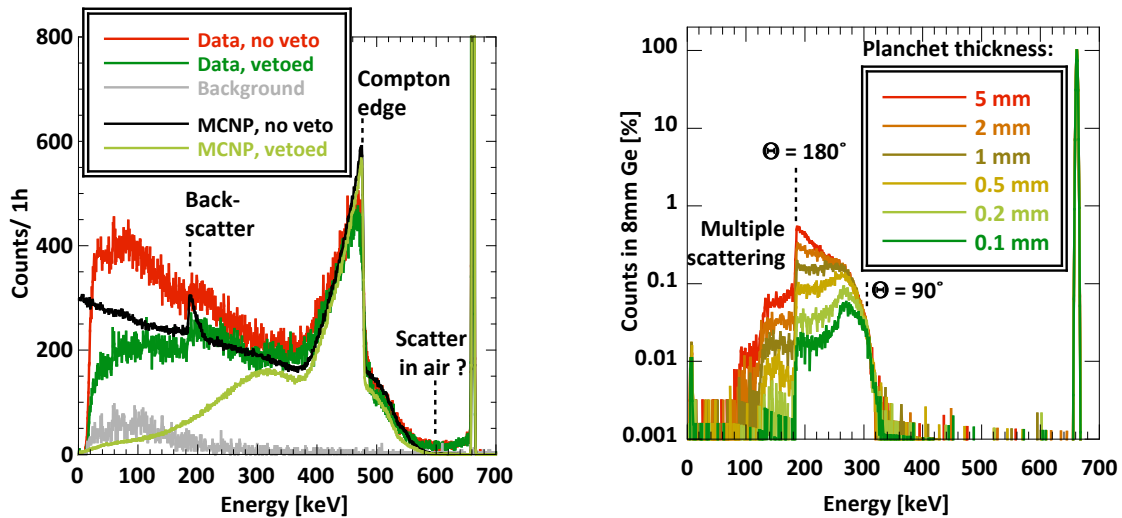 Data, no veto
Data, vetoed
Background
MCNP, no veto
MCNP, vetoed
Compton
edge
Back-
scatter
Scatter
in air ?
800
600
400
200
0
Counts/ 1h
0 100 200 300 400 500 600 700
Energy [keV]
Planchet thickness:
5 mm
2 mm
1 mm
0.5 mm
0.2 mm
0.1 mm
Θ = 180˚
Multiple
scattering
Θ = 90˚
100
10
1
0.1
0.01
0.001
Counts in 8mm Ge [%]
0 100 200 300 400 500 600 700
Energy [keV]